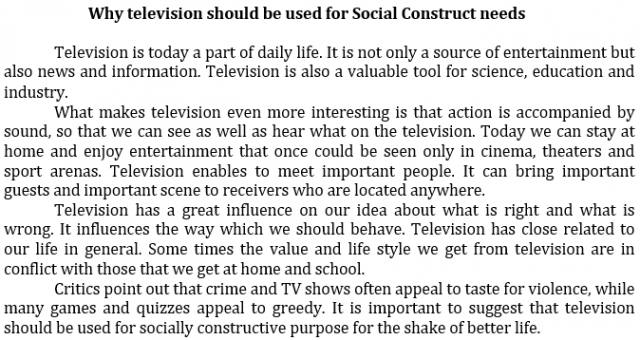 Why television should be used for Social Construct needs
Television is today a part of daily life. It is not only a source of entertainment but
also news and information. Television is also a valuable tool for science, education and
industry.
What makes television even more interesting is that action is accompanied by
sound, so that we can see as well as hear what on the television. Today we can stay at
home and enjoy entertainment that once could be seen only in cinema, theaters and
sport arenas. Television enables to meet important people. It can bring important
guests and important scene to receivers who are located anywhere.
Television has a great influence on our idea about what is right and what is
wrong. It influences the way which we should behave. Television has close related to
our life in general. Some times the value and life style we get from television are in
conflict with those that we get at home and school.
Critics point out that crime and TV shows often appeal to taste for violence, while
many games and quizzes appeal to greedy. It is important to suggest that television
should be used for socially constructive purpose for the shake of better life.